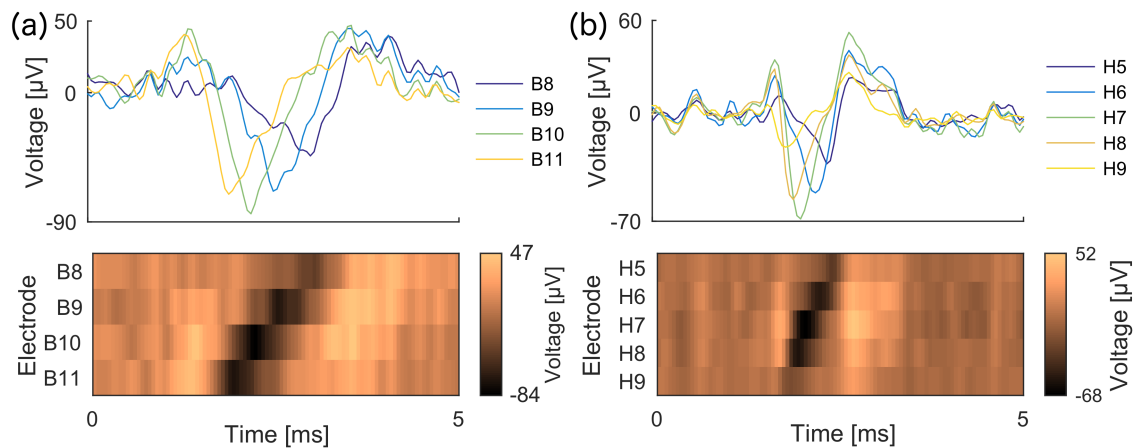 (a)
50
0
-90
Voltage [µV]
B8
B9
B10
B11
(b)
60
0
-70
Voltage [µV]
H5
H6
H7
H8
H9
Electrode
B8
B9
B10
B11
0
5
Time [ms]
47
-84
Voltage [µV]
Electrode
H5
H6
H7
H8
H9
0
5
Time [ms]
52
-68
Voltage [µV]